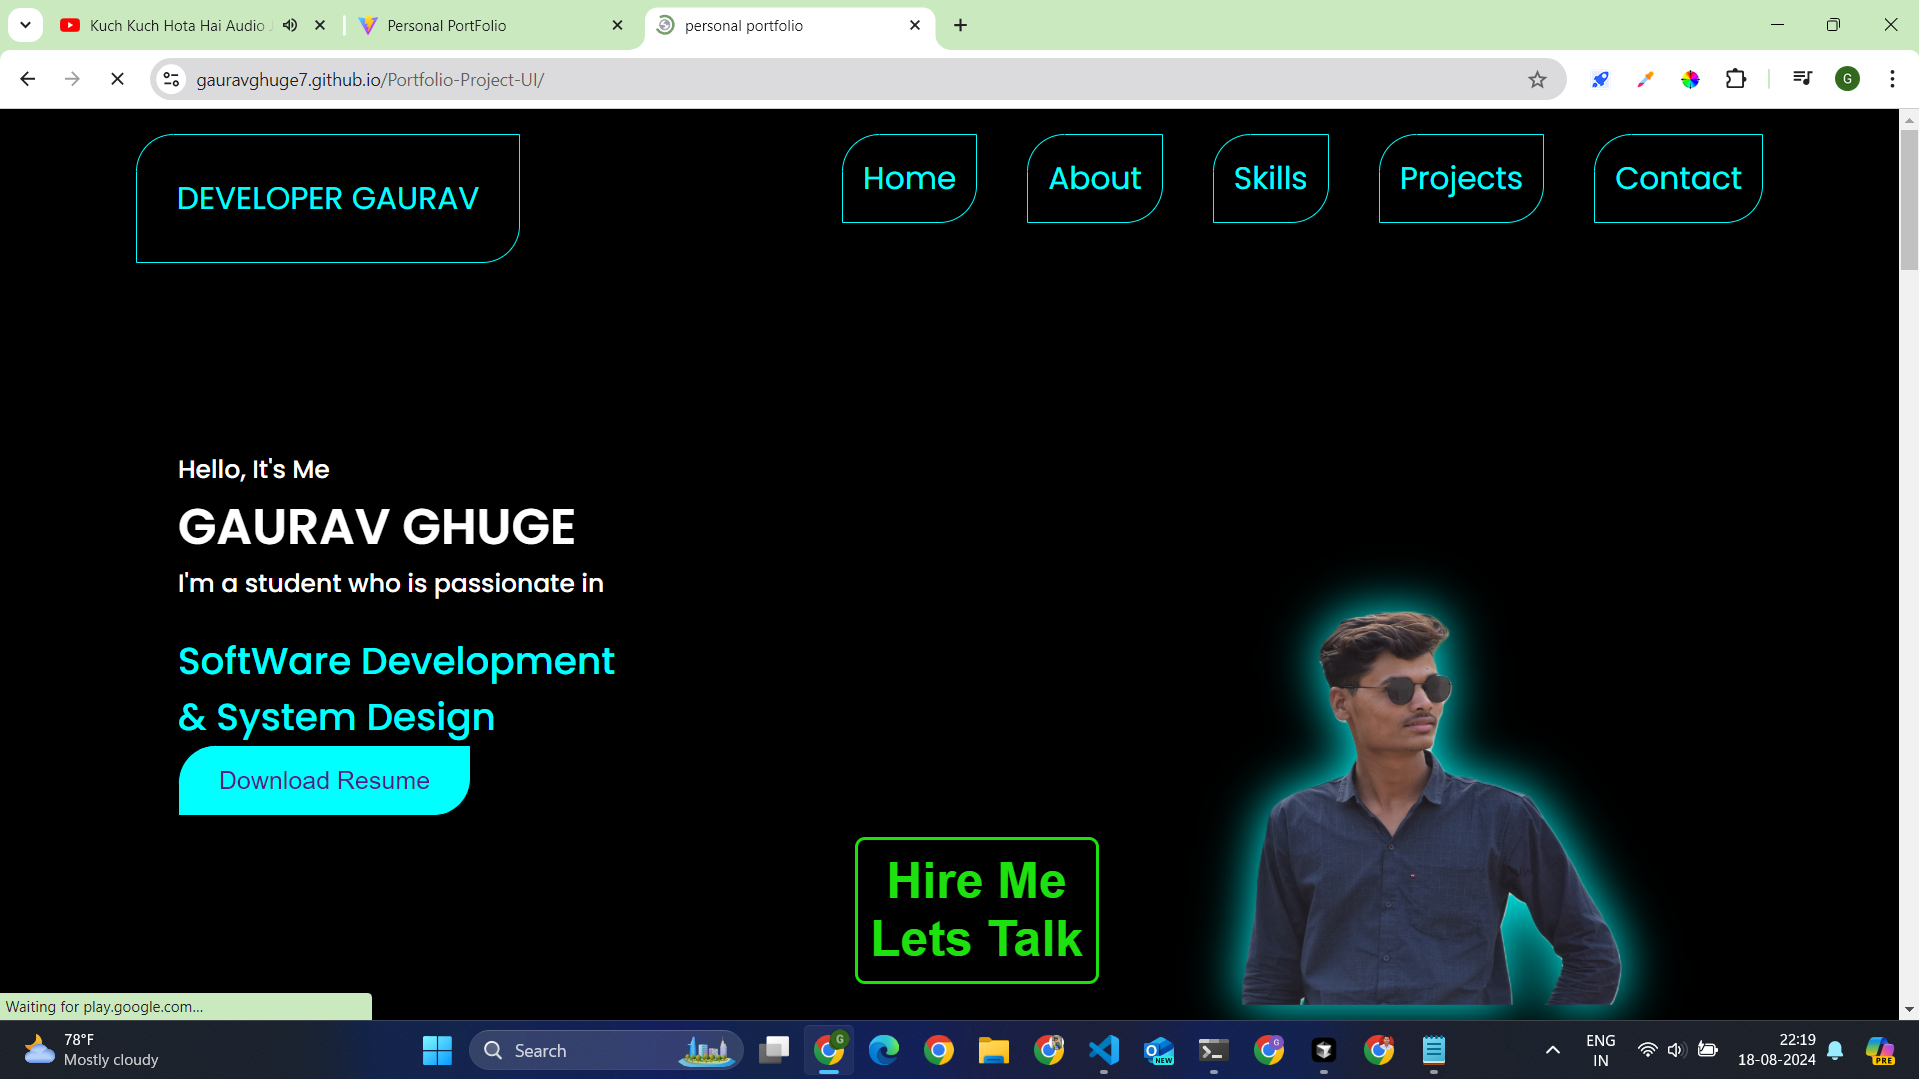 Kuch Kuch Hota Hai Audio
Personal PortFolio
personal portfolio
gauravghuge7.github.io/Portfolio-Project-UI/
G
DEVELOPER GAURAV
Home
About
Skills
Projects
Contact
Hello, It's Me
GAURAV GHUGE
I'm a student who is passionate in
SoftWare Development
& System Design
Download Resume
Hire Me
Lets Talk
Waiting for play.google.com...
78°F
Mostly cloudy
Search
G
NEW
G
ENG
IN
22:19
18-08-2024
PRE